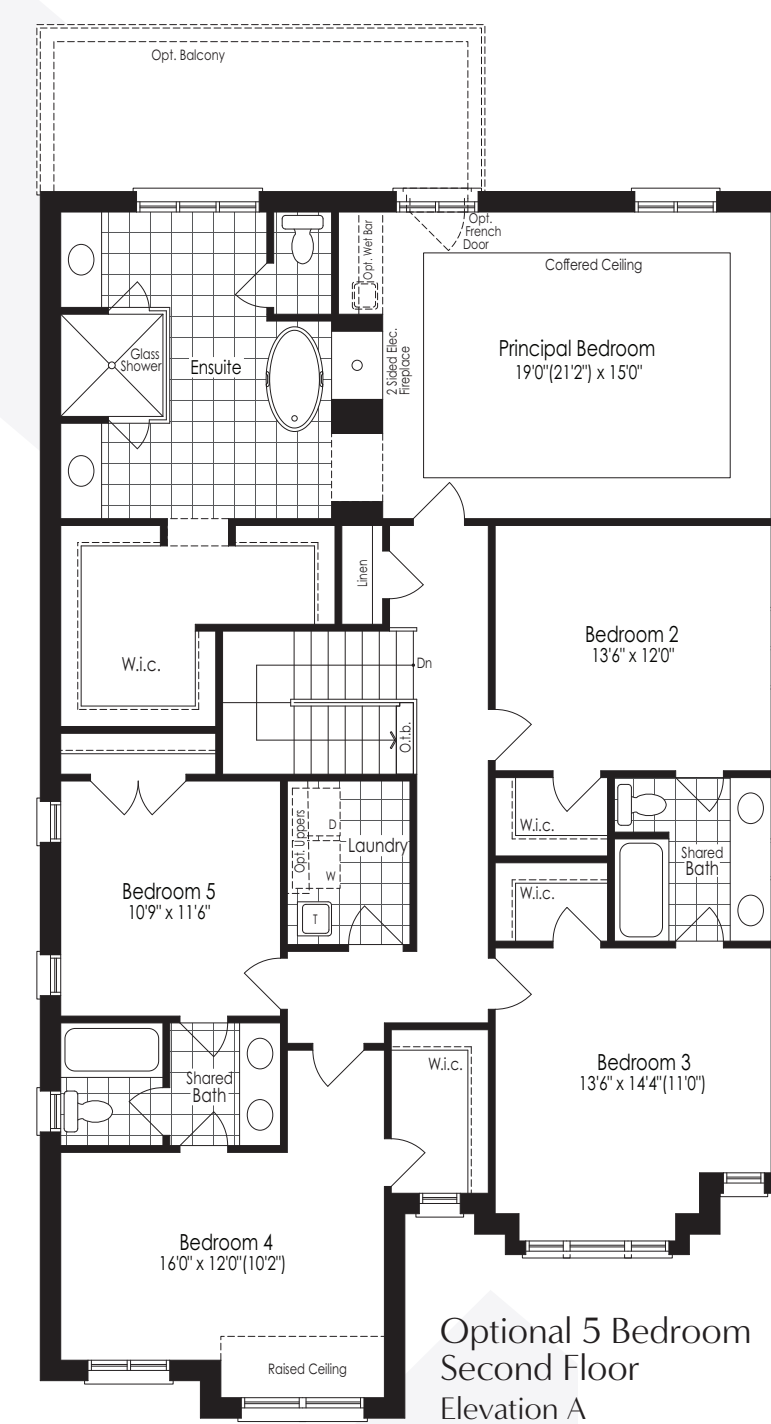 Opt. Balcony
Opt. Wet Bar
Opt.
French
Door
Coffered Ceiling
Principal Bedroom
19'0"(21'2") x 15'0"
2 Sided Elec.
Fireplace
Glass
Shower
Ensuite
Linen
W.i.c.
Dn
O.t.b.
Bedroom 2
13'6" x 12'0"
W.i.c.
Shared
Bath
W.i.c.
Opt. Uppers
D
W
T
Laundry
Bedroom 5
10'9" x 11'6"
Shared
Bath
W.i.c.
Bedroom 3
13'6" x 14'4"(11'0")
Bedroom 4
16'0" x 12'0"(10'2")
Raised Ceiling
Optional 5 Bedroom
Second Floor
Elevation A